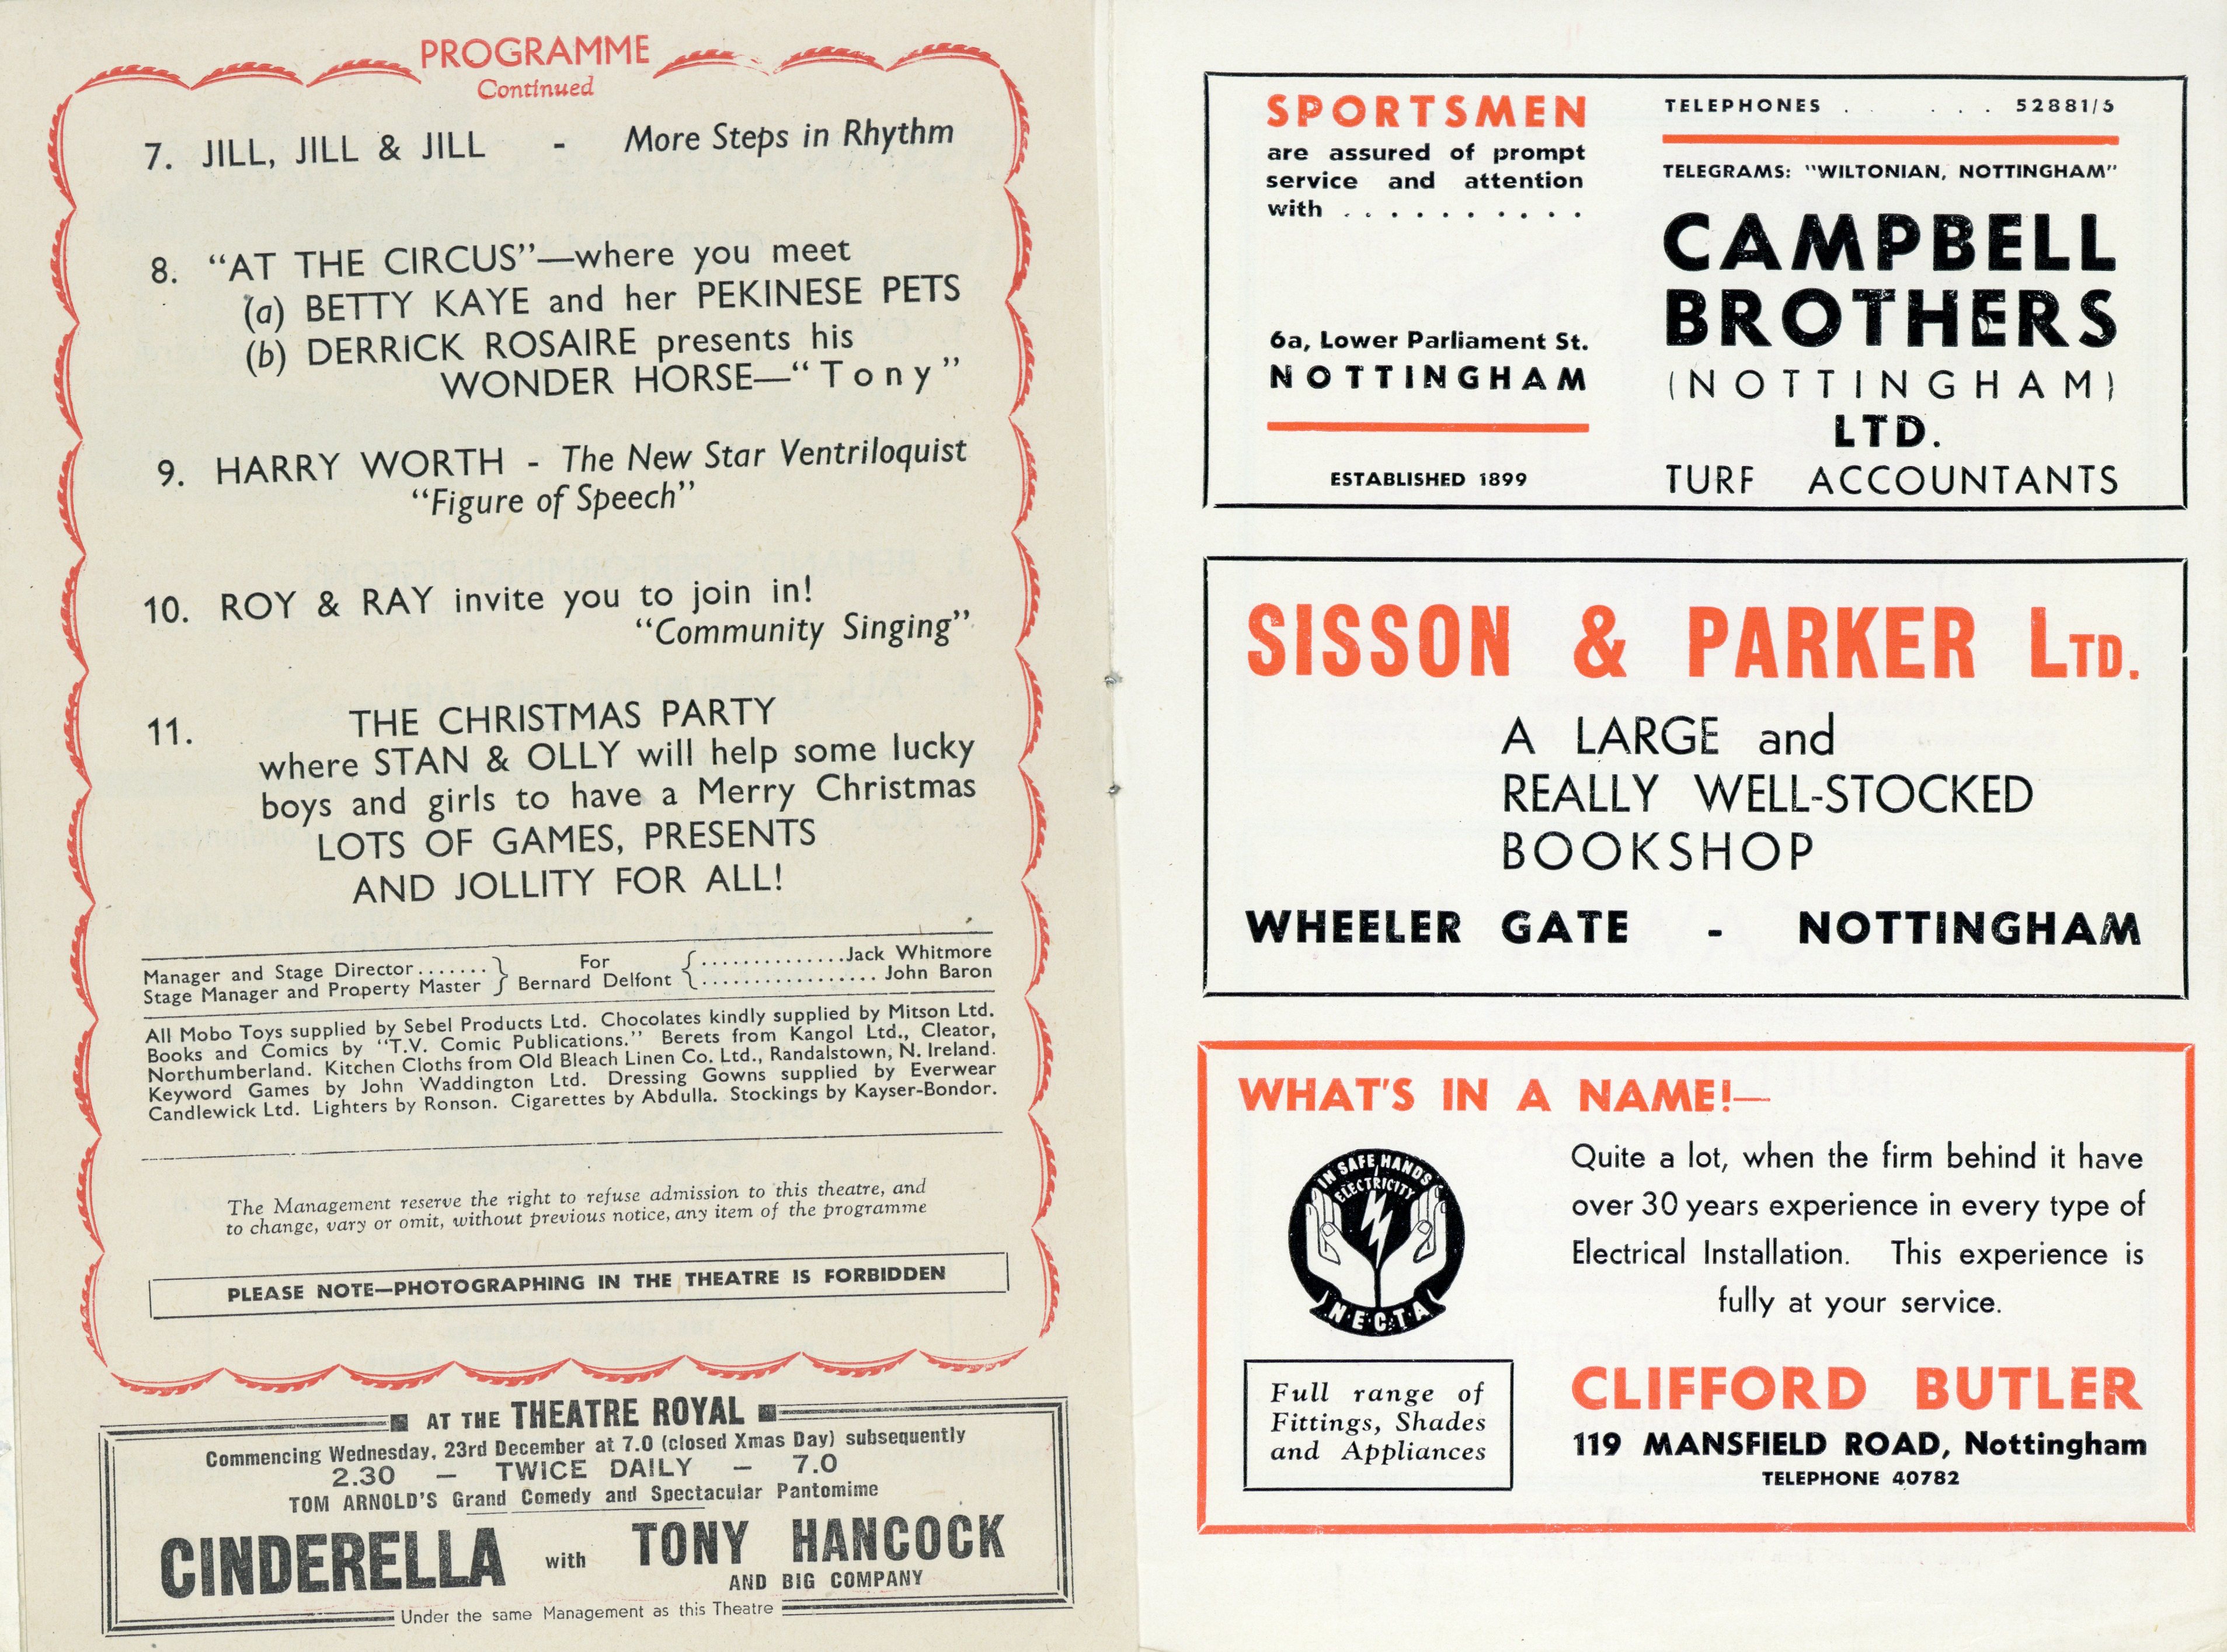 PROGRAMME
Continued
7. JILL, JILL & JILL - More Steps in Rhythm
8. “AT THE CIRCUS”—where you meet
(a) BETTY KAYE and her PEKINESE PETS
(b) DERRICK ROSAIRE presents his
WONDER HORSE—“Tony”
9. HARRY WORTH - The New Star Ventriloquist
“Figure of Speech”
10. ROY & RAY invite you to join in!
“Community Singing”
11. THE CHRISTMAS PARTY
where STAN & OLLY will help some lucky
boys and girls to have a Merry Christmas
LOTS OF GAMES, PRESENTS
AND JOLLITY FOR ALL!
Manager and Stage Director....... } For { ..............Jack Whitmore
Stage Manager and Property Master } Bernard Delfont { ................. John Baron
All Mobo Toys supplied by Sebel Products Ltd. Chocolates kindly supplied by Mitson Ltd.
Books and Comics by “T.V. Comic Publications.” Berets from Kangol Ltd., Cleator,
Northumberland. Kitchen Cloths from Old Bleach Linen Co. Ltd., Randalstown, N. Ireland.
Keyword Games by John Waddington Ltd. Dressing Gowns supplied by Everwear
Candlewick Ltd. Lighters by Ronson. Cigarettes by Abdulla. Stockings by Kayser-Bondor.
The Management reserve the right to refuse admission to this theatre, and
to change, vary or omit, without previous notice, any item of the programme
PLEASE NOTE—PHOTOGRAPHING IN THE THEATRE IS FORBIDDEN
AT THE THEATRE ROYAL
Commencing Wednesday, 23rd December at 7.0 (closed Xmas Day) subsequently
2.30 — TWICE DAILY — 7.0
TOM ARNOLD'S Grand Comedy and Spectacular Pantomime
CINDERELLA with TONY HANCOCK
AND BIG COMPANY
Under the same Management as this Theatre
SPORTSMEN
are assured of prompt
service and attention
with . . . . . . . . . .
6a, Lower Parliament St.
NOTTINGHAM
ESTABLISHED 1899
TELEPHONES . . . . 52881/5
TELEGRAMS: "WILTONIAN, NOTTINGHAM"
CAMPBELL
BROTHERS
(NOTTINGHAM)
LTD.
TURF ACCOUNTANTS
SISSON & PARKER LTD.
A LARGE and
REALLY WELL-STOCKED
BOOKSHOP
WHEELER GATE - NOTTINGHAM
WHAT'S IN A NAME!—
IN SAFE HANDS
ELECTRICITY
N·E·C·T·A
Quite a lot, when the firm behind it have
over 30 years experience in every type of
Electrical Installation. This experience is
fully at your service.
Full range of
Fittings, Shades
and Appliances
CLIFFORD BUTLER
119 MANSFIELD ROAD, Nottingham
TELEPHONE 40782